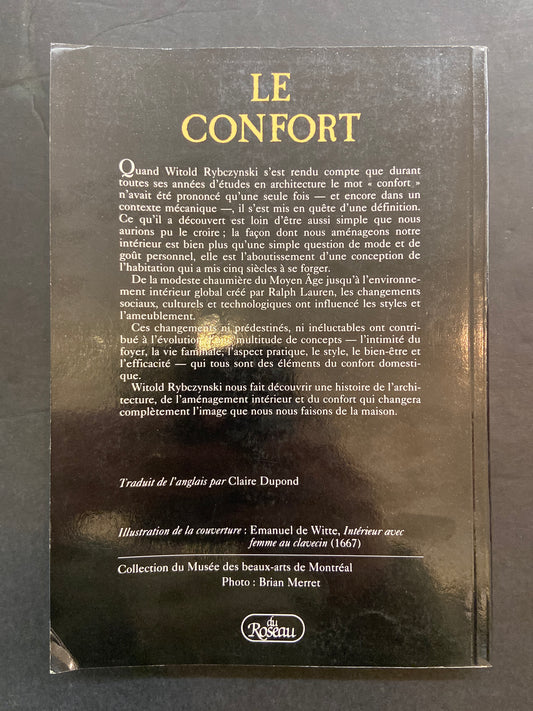 LE
CONFORT
Quand Witold Rybczynski s'est rendu compte que durant
toutes ses années d'études en architecture le mot « confort »
n'avait été prononcé qu'une seule fois — et encore dans un
contexte mécanique —, il s'est mis en quête d'une définition.
Ce qu'il a découvert est loin d'être aussi simple que nous
aurions pu le croire ; la façon dont nous aménageons notre
intérieur est bien plus qu'une simple question de mode et de
goût personnel, elle est l'aboutissement d'une conception de
l'habitation qui a mis cinq siècles à se forger.
De la modeste chaumière du Moyen Âge jusqu'à l'environne-
ment intérieur global créé par Ralph Lauren, les changements
sociaux, culturels et technologiques ont influencé les styles et
l'ameublement.
Ces changements ni prédestinés, ni inéluctables ont contri-
bué à l'évolution d'une multitude de concepts — l'intimité du
foyer, la vie familiale, l'aspect pratique, le style, le bien-être et
l'efficacité — qui tous sont des éléments du confort domesti-
que.
Witold Rybczynski nous fait découvrir une histoire de l'archi-
tecture, de l'aménagement intérieur et du confort qui changera
complètement l'image que nous nous faisons de la maison.
Traduit de l'anglais par Claire Dupond
Illustration de la couverture : Emanuel de Witte, Intérieur avec
femme au clavecin (1667)
Collection du Musée des beaux-arts de Montréal
Photo : Brian Merret
du
Roseau